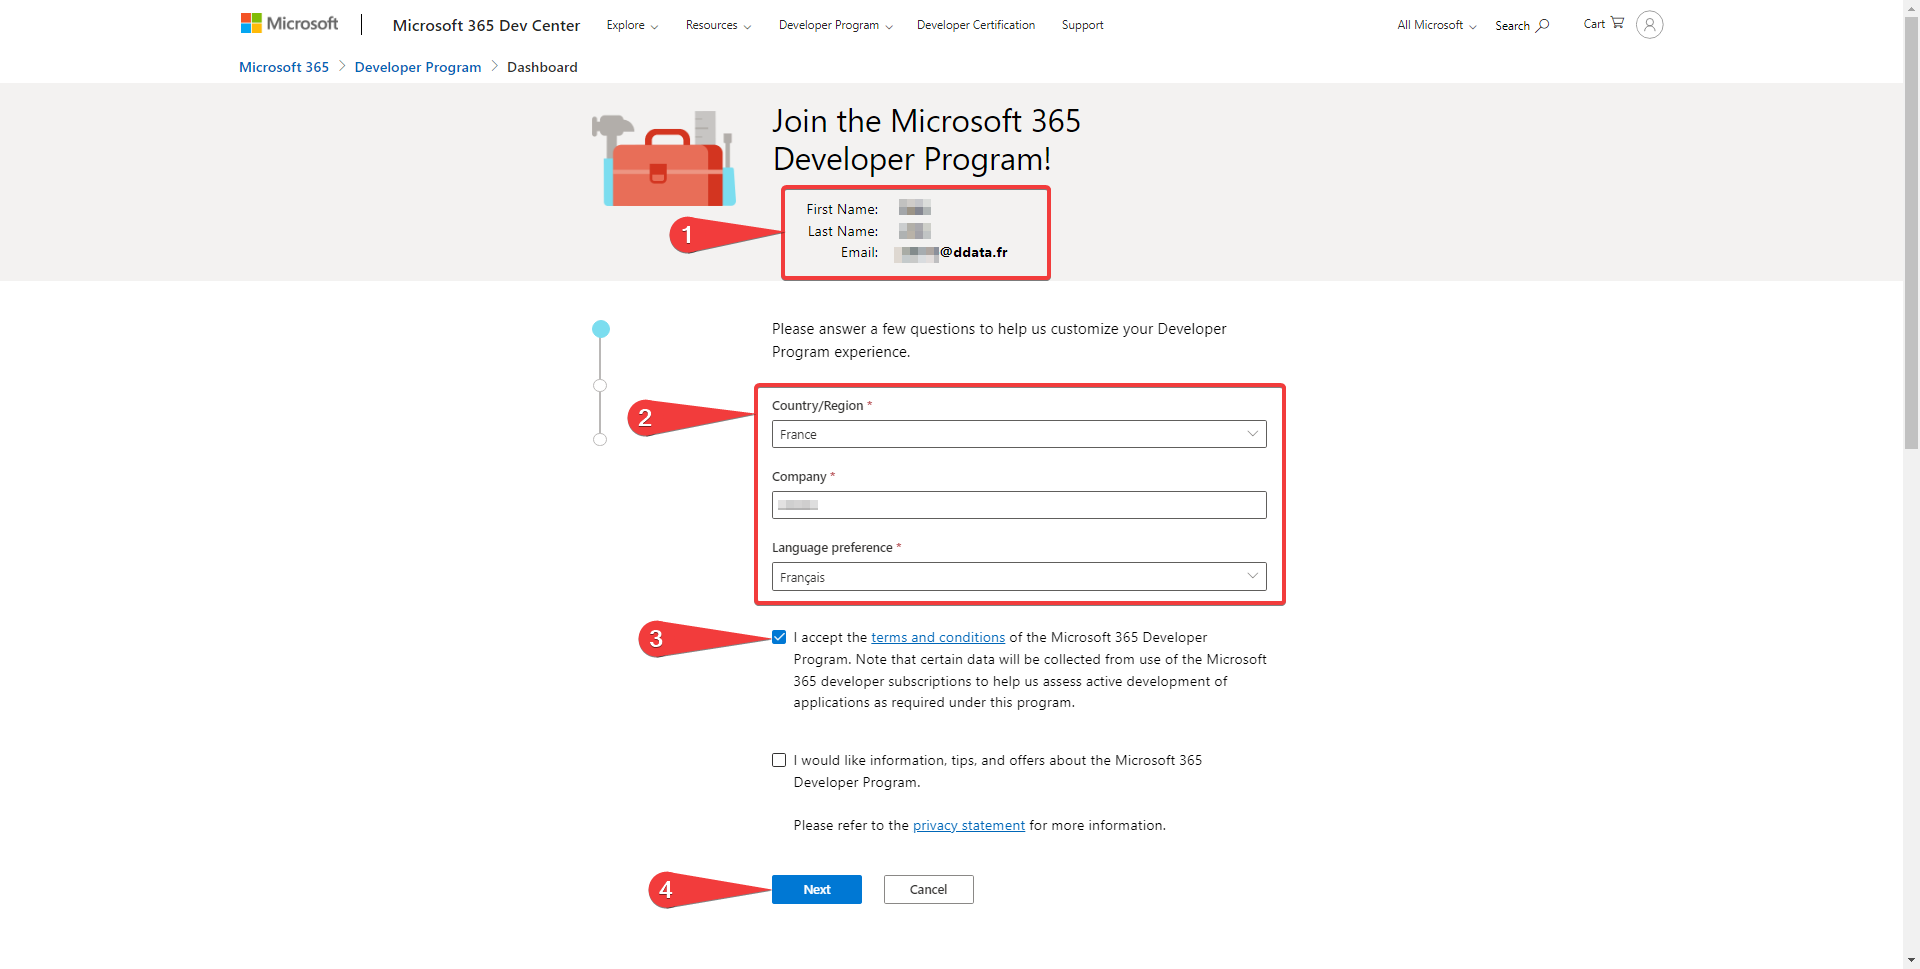 Microsoft
Microsoft 365 Dev Center
Explore
Resources
Developer Program
Developer Certification
Support
All Microsoft
Search
Cart
Microsoft 365 > Developer Program > Dashboard
Join the Microsoft 365
Developer Program!
1
First Name:
Last Name:
Email: @ddata.fr
Please answer a few questions to help us customize your Developer
Program experience.
2
Country/Region *
France
Company *
Language preference *
Français
3
I accept the terms and conditions of the Microsoft 365 Developer
Program. Note that certain data will be collected from use of the Microsoft
365 developer subscriptions to help us assess active development of
applications as required under this program.
I would like information, tips, and offers about the Microsoft 365
Developer Program.
Please refer to the privacy statement for more information.
4
Next
Cancel